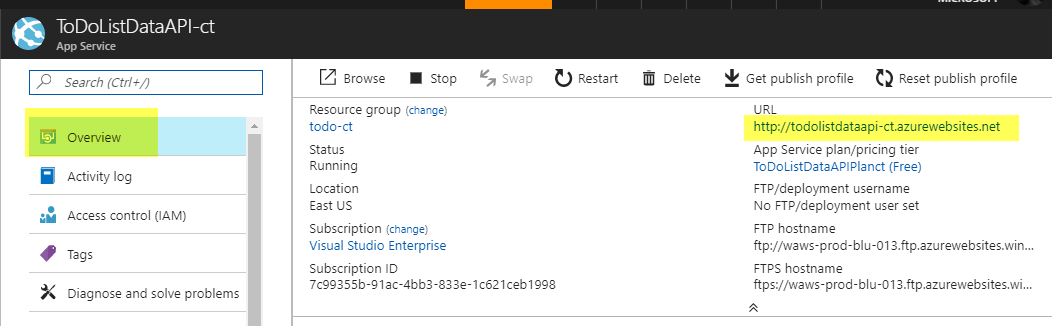 MICROSOFT
ToDoListDataAPI-ct
App Service
Search (Ctrl+/)
Overview
Activity log
Access control (IAM)
Tags
Diagnose and solve problems
Browse Stop Swap Restart Delete Get publish profile Reset publish profile
Resource group (change)
todo-ct
Status
Running
Location
East US
Subscription (change)
Visual Studio Enterprise
Subscription ID
7c99355b-91ac-4bb3-833e-1c621ceb1998
URL
http://todolistdataapi-ct.azurewebsites.net
App Service plan/pricing tier
ToDoListDataAPIPlanct (Free)
FTP/deployment username
No FTP/deployment user set
FTP hostname
ftp://waws-prod-blu-013.ftp.azurewebsites.win...
FTPS hostname
ftps://waws-prod-blu-013.ftp.azurewebsites.wi...